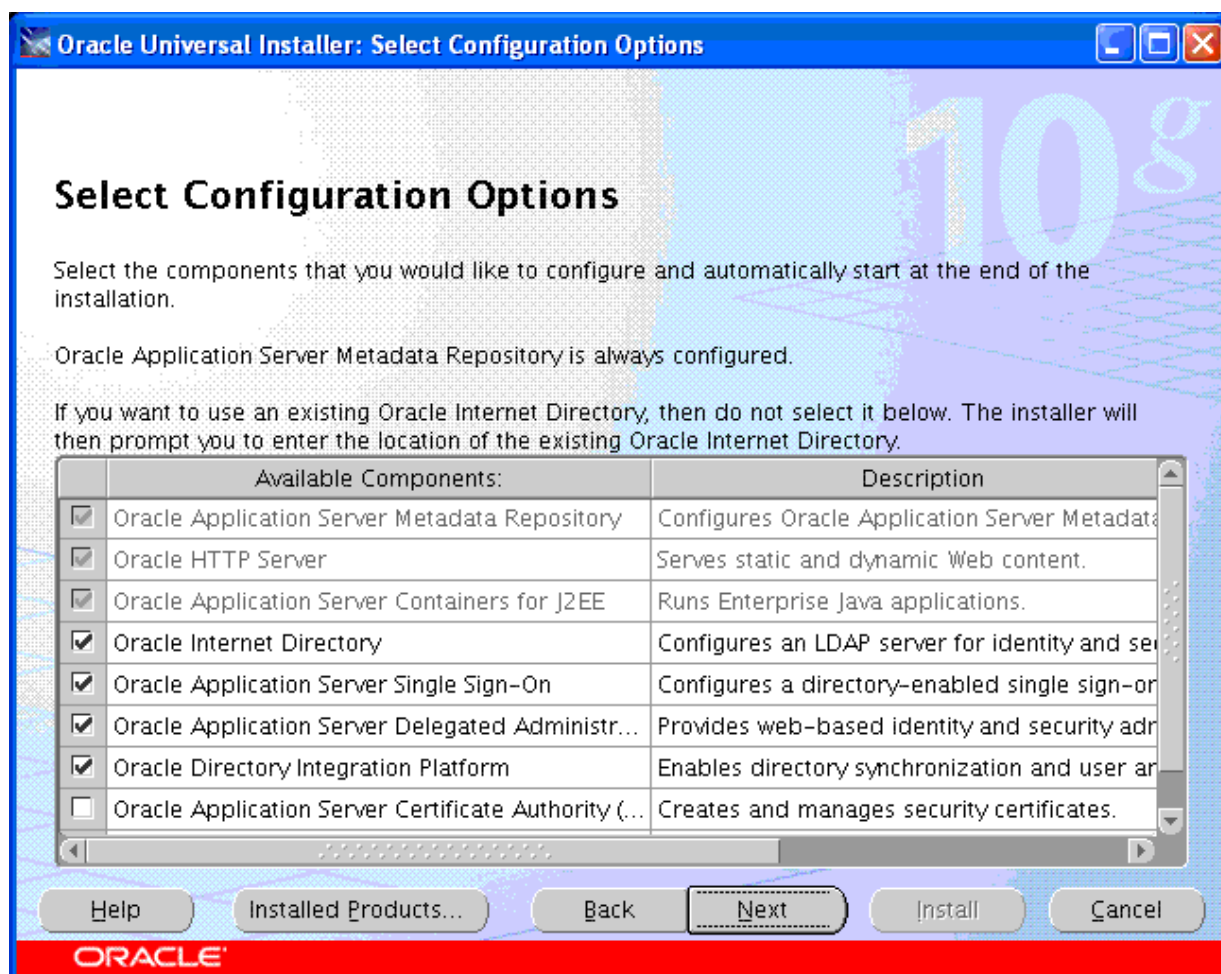 Oracle Universal Installer: Select Configuration Options
10g
Select Configuration Options
Select the components that you would like to configure and automatically start at the end of the
installation.
Oracle Application Server Metadata Repository is always configured.
If you want to use an existing Oracle Internet Directory, then do not select it below. The installer will
then prompt you to enter the location of the existing Oracle Internet Directory.
Available Components: Description
Oracle Application Server Metadata Repository Configures Oracle Application Server Metadata
Oracle HTTP Server Serves static and dynamic Web content.
Oracle Application Server Containers for J2EE Runs Enterprise Java applications.
Oracle Internet Directory Configures an LDAP server for identity and se
Oracle Application Server Single Sign-On Configures a directory-enabled single sign-or
Oracle Application Server Delegated Administr... Provides web-based identity and security adr
Oracle Directory Integration Platform Enables directory synchronization and user ar
Oracle Application Server Certificate Authority (... Creates and manages security certificates.
Help Installed Products... Back Next Install Cancel
ORACLE